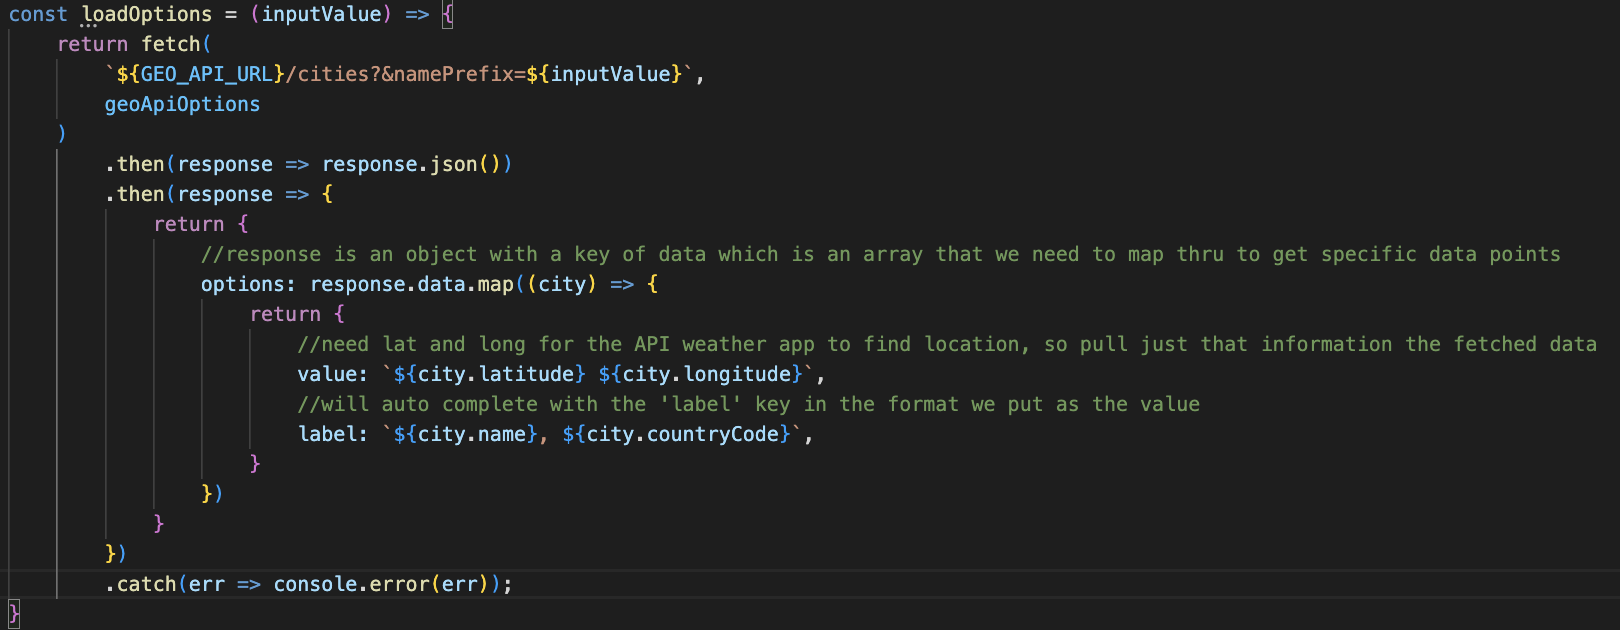 const loadOptions = (inputValue) => {
return fetch(
`${GEO_API_URL}/cities?&namePrefix=${inputValue}`,
geoApiOptions
)
.then(response => response.json())
.then(response => {
return {
//response is an object with a key of data which is an array that we need to map thru to get specific data points
options: response.data.map((city) => {
return {
//need lat and long for the API weather app to find location, so pull just that information the fetched data
value: `${city.latitude} ${city.longitude}`,
//will auto complete with the 'label' key in the format we put as the value
label: `${city.name}, ${city.countryCode}`,
}
})
}
})
.catch(err => console.error(err));
}